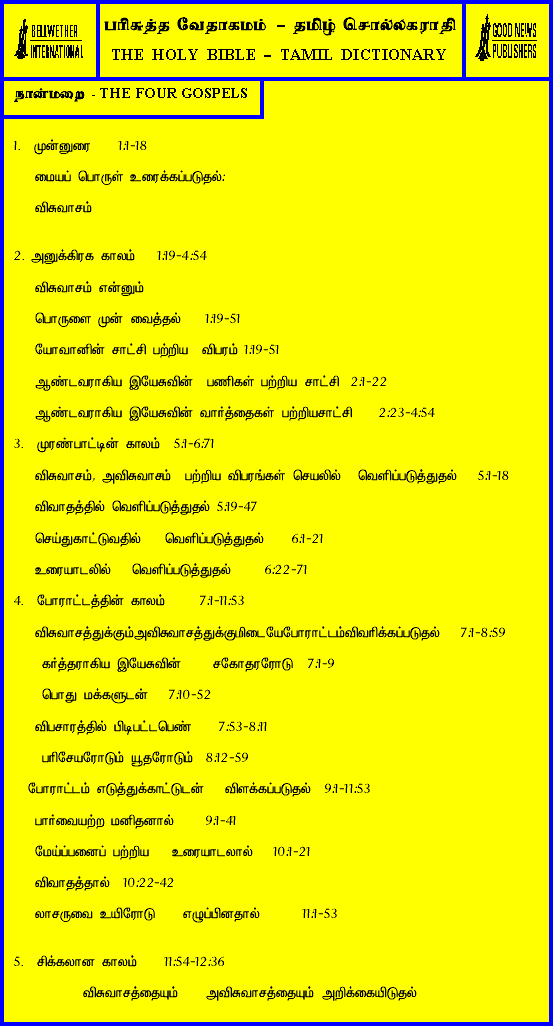 BELLWETHER
INTERNATIONAL
பரிசுத்த வேதாகமம் – தமிழ் சொல்லகராதி
THE HOLY BIBLE – TAMIL DICTIONARY
GOOD NEWS
PUBLISHERS
நான்மறை - THE FOUR GOSPELS
1. முன்னுரை 1:1-18
மையப் பொருள் உரைக்கப்படுதல்:
விசுவாசம்
2. அனுக்கிரக காலம் 1:19-4:54
விசுவாசம் என்னும்
பொருளை முன் வைத்தல் 1:19-51
யோவானின் சாட்சி பற்றிய விபரம் 1:19-51
ஆண்டவராகிய இயேசுவின் பணிகள் பற்றிய சாட்சி 2:1-22
ஆண்டவராகிய இயேசுவின் வார்த்தைகள் பற்றியசாட்சி 2:23-4:54
3. முரண்பாட்டின் காலம் 5:1-6:71
விசுவாசம், அவிசுவாசம் பற்றிய விபரங்கள் செயலில் வெளிப்படுத்துதல் 5:1-18
விவாதத்தில் வெளிப்படுத்துதல் 5:19-47
செய்துகாட்டுவதில் வெளிப்படுத்துதல் 6:1-21
உரையாடலில் வெளிப்படுத்துதல் 6:22-71
4. போராட்டத்தின் காலம் 7:1-11:53
விசுவாசத்துக்கும்அவிசுவாசத்துக்குமிடையேபோராட்டம்விவரிக்கப்படுதல் 7:1-8:59
கர்த்தராகிய இயேசுவின் சகோதரரோடு 7:1-9
பொது மக்களுடன் 7:10-52
விபசாரத்தில் பிடிபட்டபெண் 7:53-8:11
பரிசேயரோடும் யூதரோடும் 8:12-59
போராட்டம் எடுத்துக்காட்டுடன் விளக்கப்படுதல் 9:1-11:53
பார்வையற்ற மனிதனால் 9:1-41
மேய்ப்பனைப் பற்றிய உரையாடலால் 10:1-21
விவாதத்தால் 10:22-42
லாசருவை உயிரோடு எழுப்பினதால் 11:1-53
5. சிக்கலான காலம் 11:54-12:36
விசுவாசத்தையும் அவிசுவாசத்தையும் அறிக்கையிடுதல்